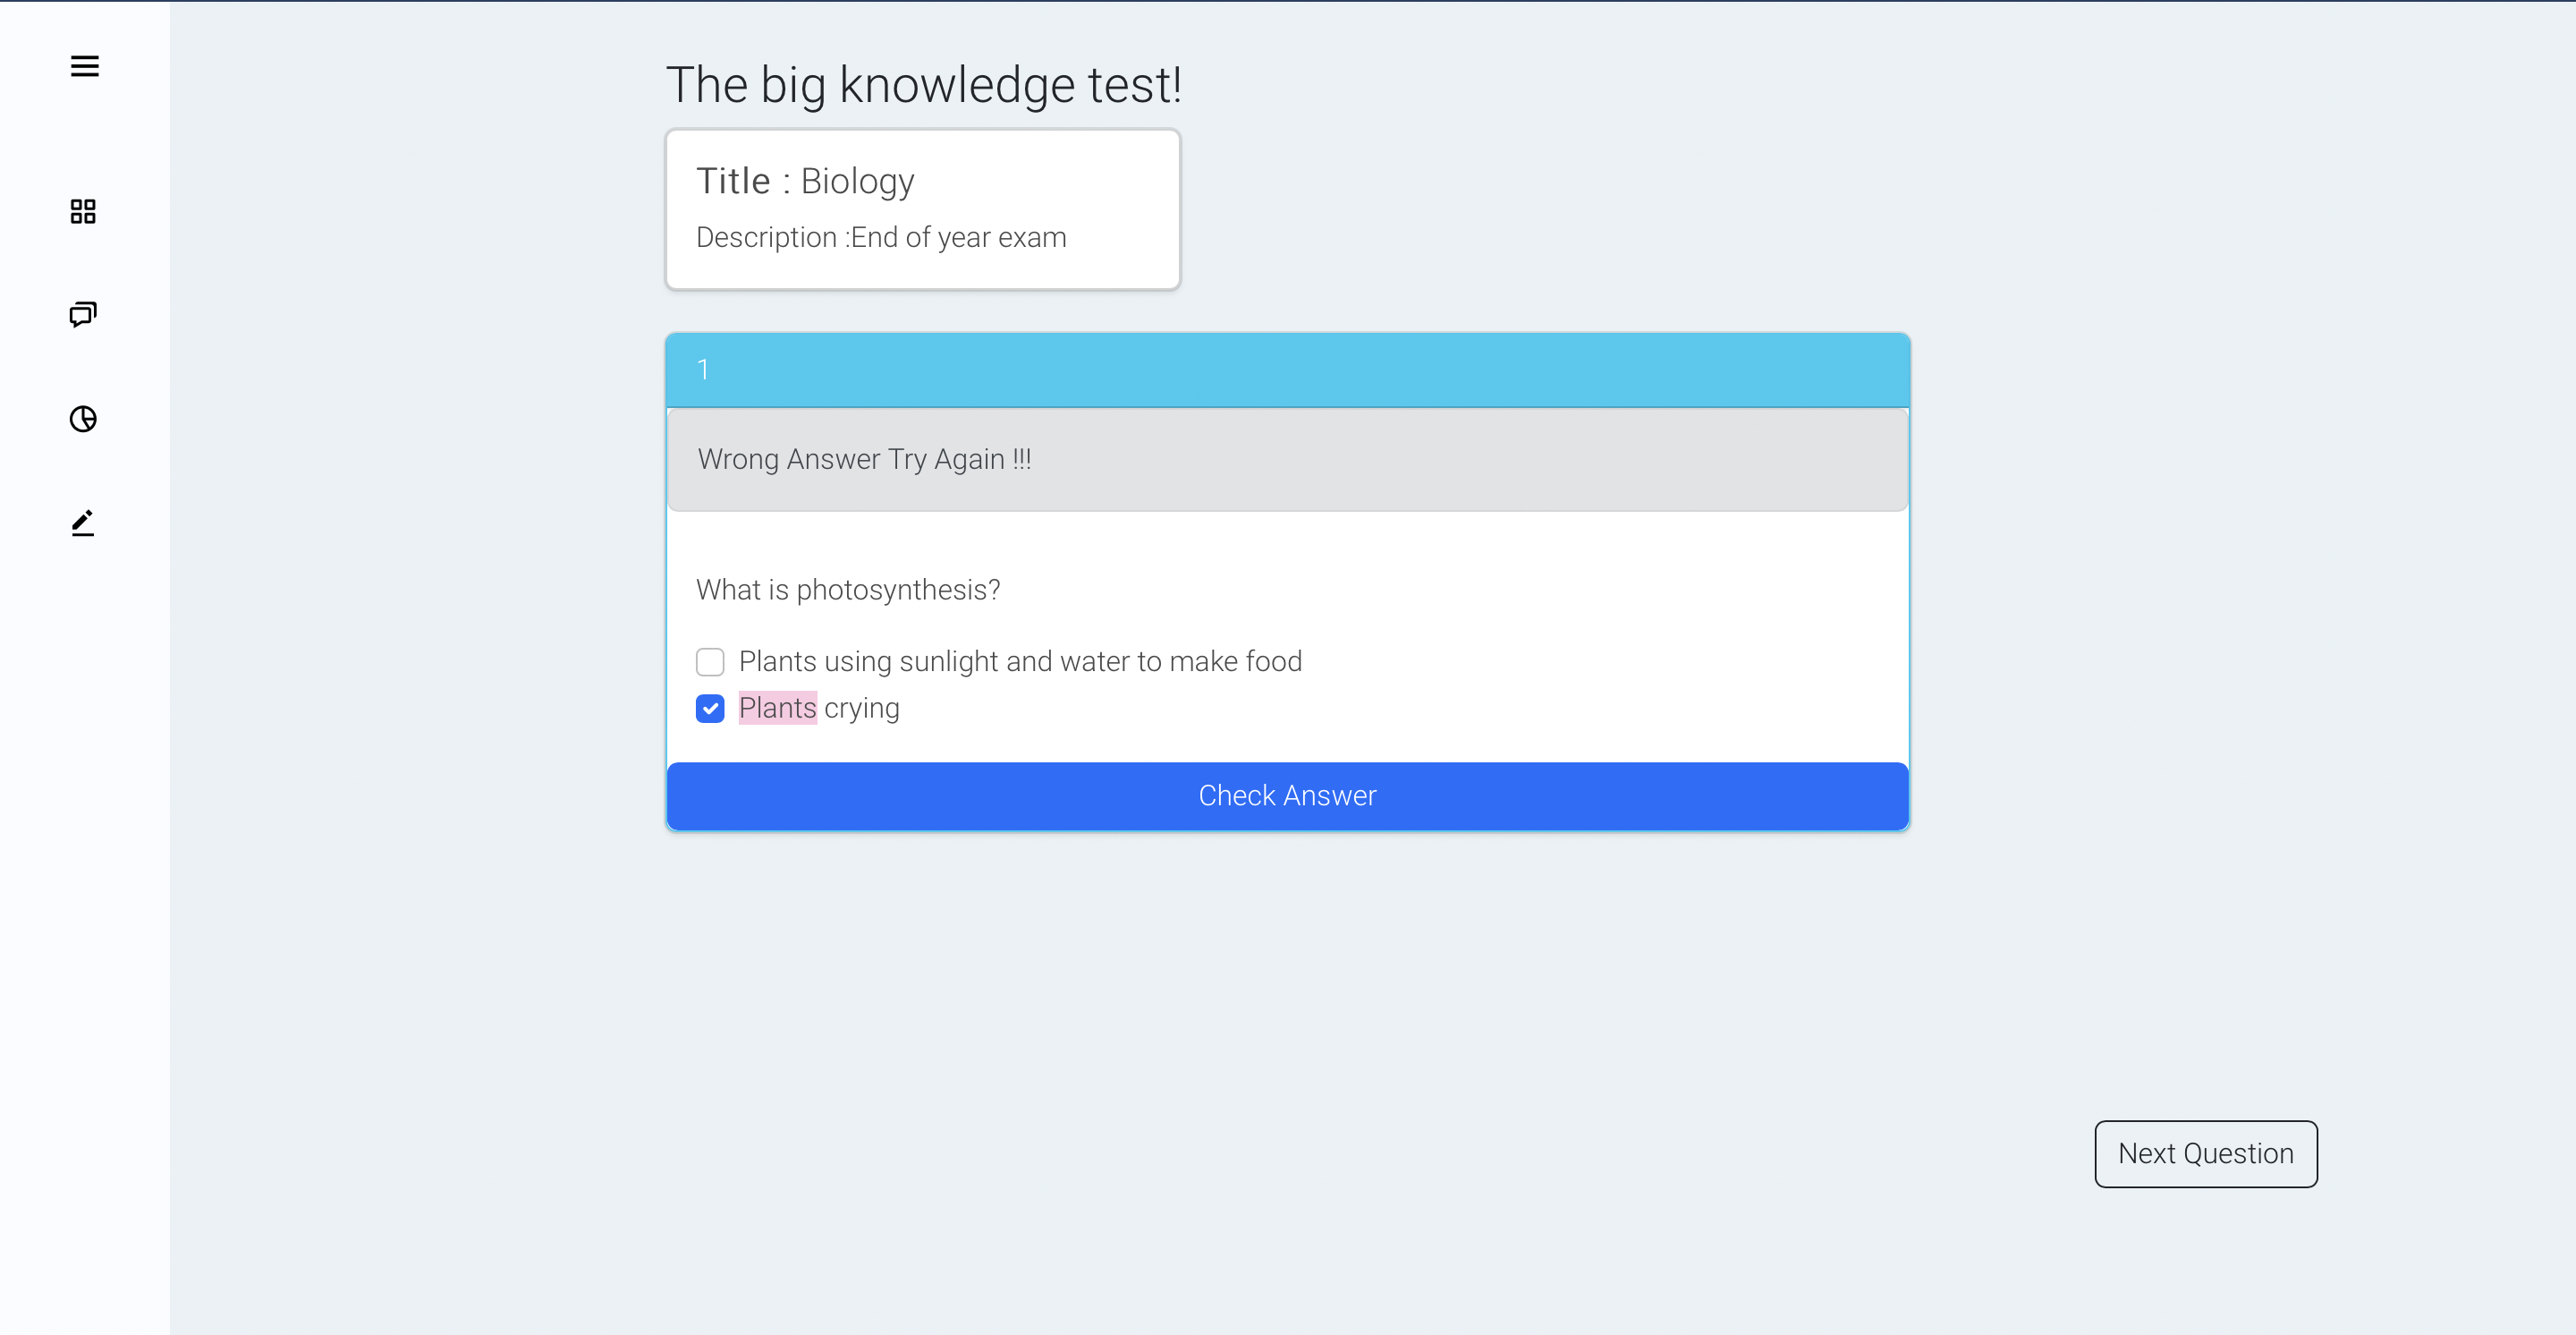 The big knowledge test!
Title : Biology
Description :End of year exam
1
Wrong Answer Try Again !!!
What is photosynthesis?
Plants using sunlight and water to make food
Plants crying
Check Answer
Next Question